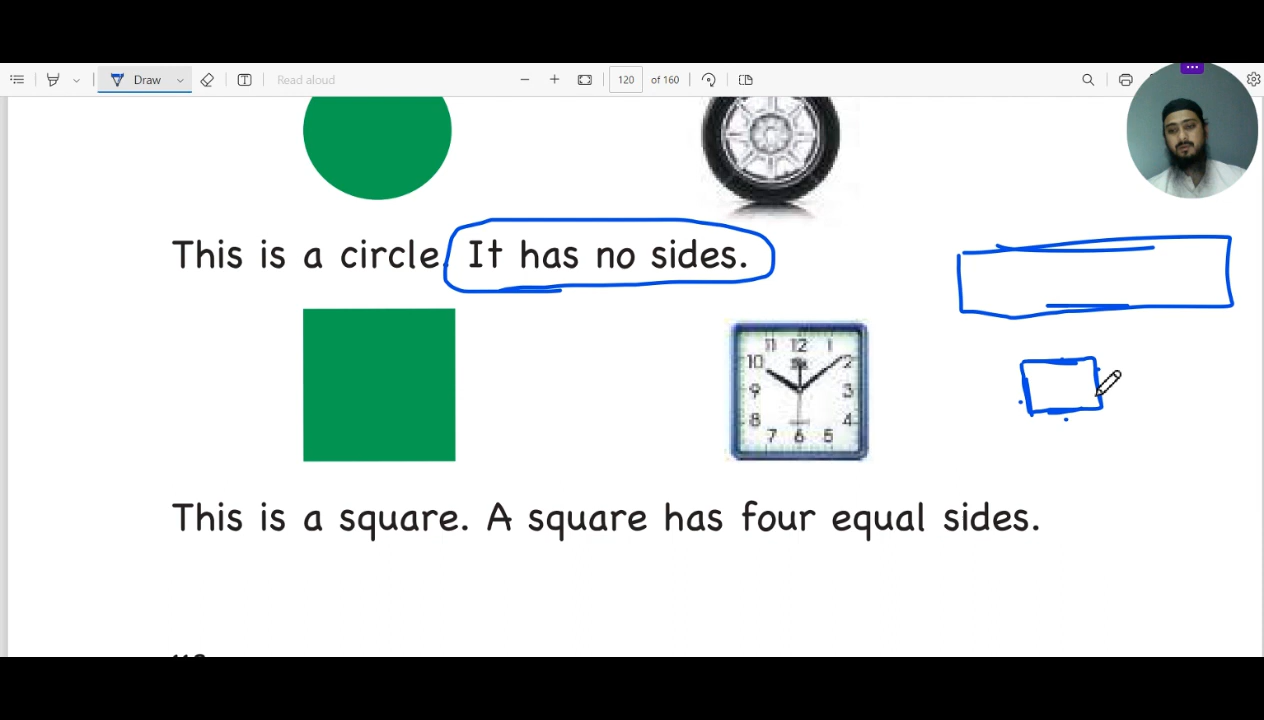 Draw
Read aloud
120 of 160
This is a circle. It has no sides.
11 12 1
10 2
9 3
8 4
7 6 5
This is a square. A square has four equal sides.